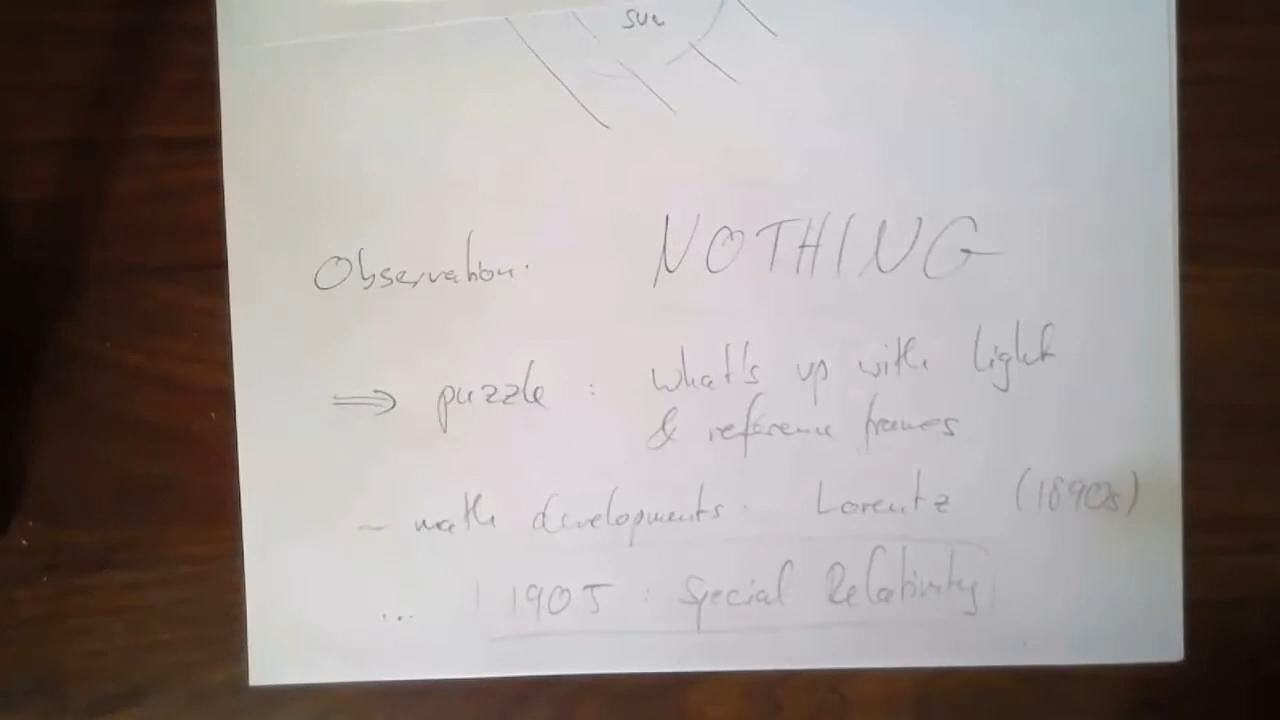 sun
Observation: NOTHING
⇒ puzzle : what's up with light
& reference frames
- math developments: Lorentz (1890s)
... 1905 : Special Relativity